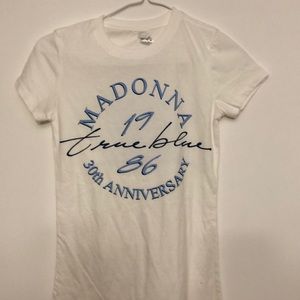 MADONNA
19
true blue
86
30th ANNIVERSARY